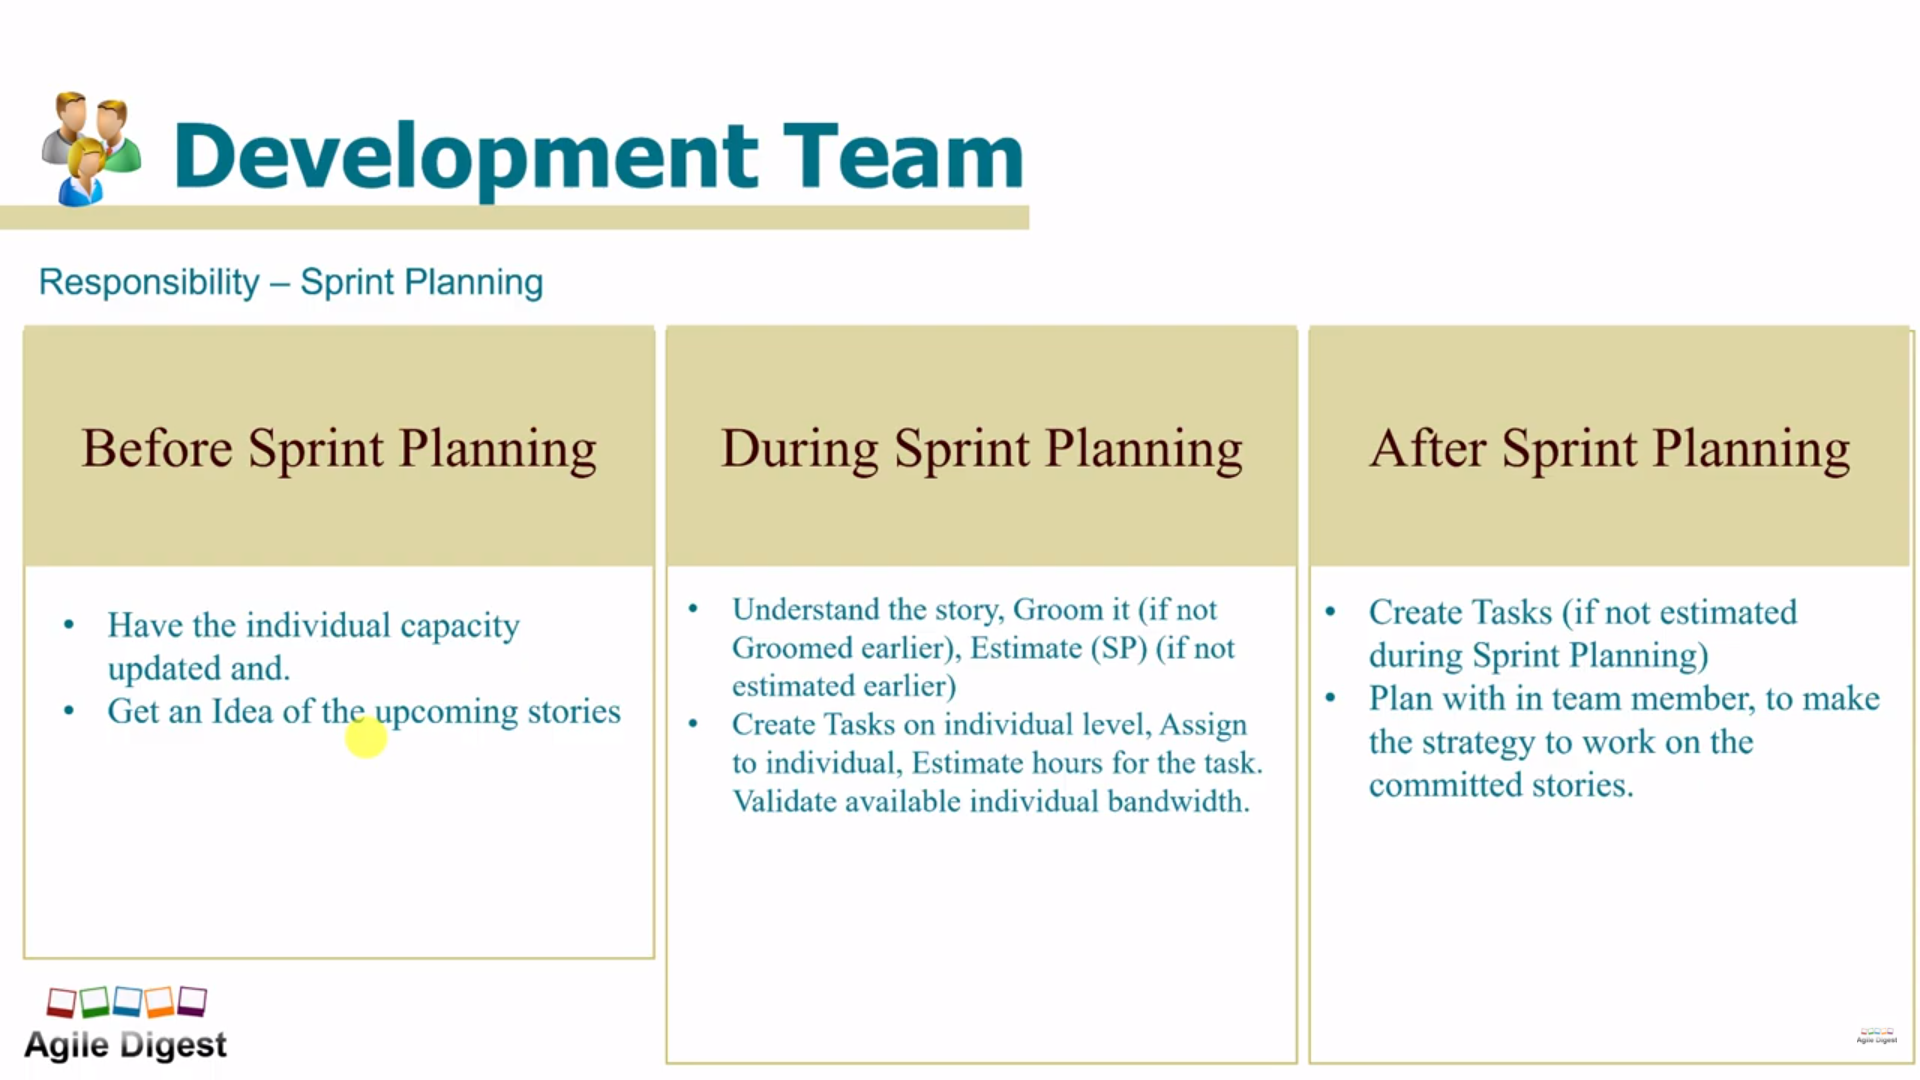 Development Team
Responsibility – Sprint Planning
Before Sprint Planning
• Have the individual capacity
updated and.
• Get an Idea of the upcoming stories
During Sprint Planning
• Understand the story, Groom it (if not
Groomed earlier), Estimate (SP) (if not
estimated earlier)
• Create Tasks on individual level, Assign
to individual, Estimate hours for the task.
Validate available individual bandwidth.
After Sprint Planning
• Create Tasks (if not estimated
during Sprint Planning)
• Plan with in team member, to make
the strategy to work on the
committed stories.
Agile Digest
Agile Digest